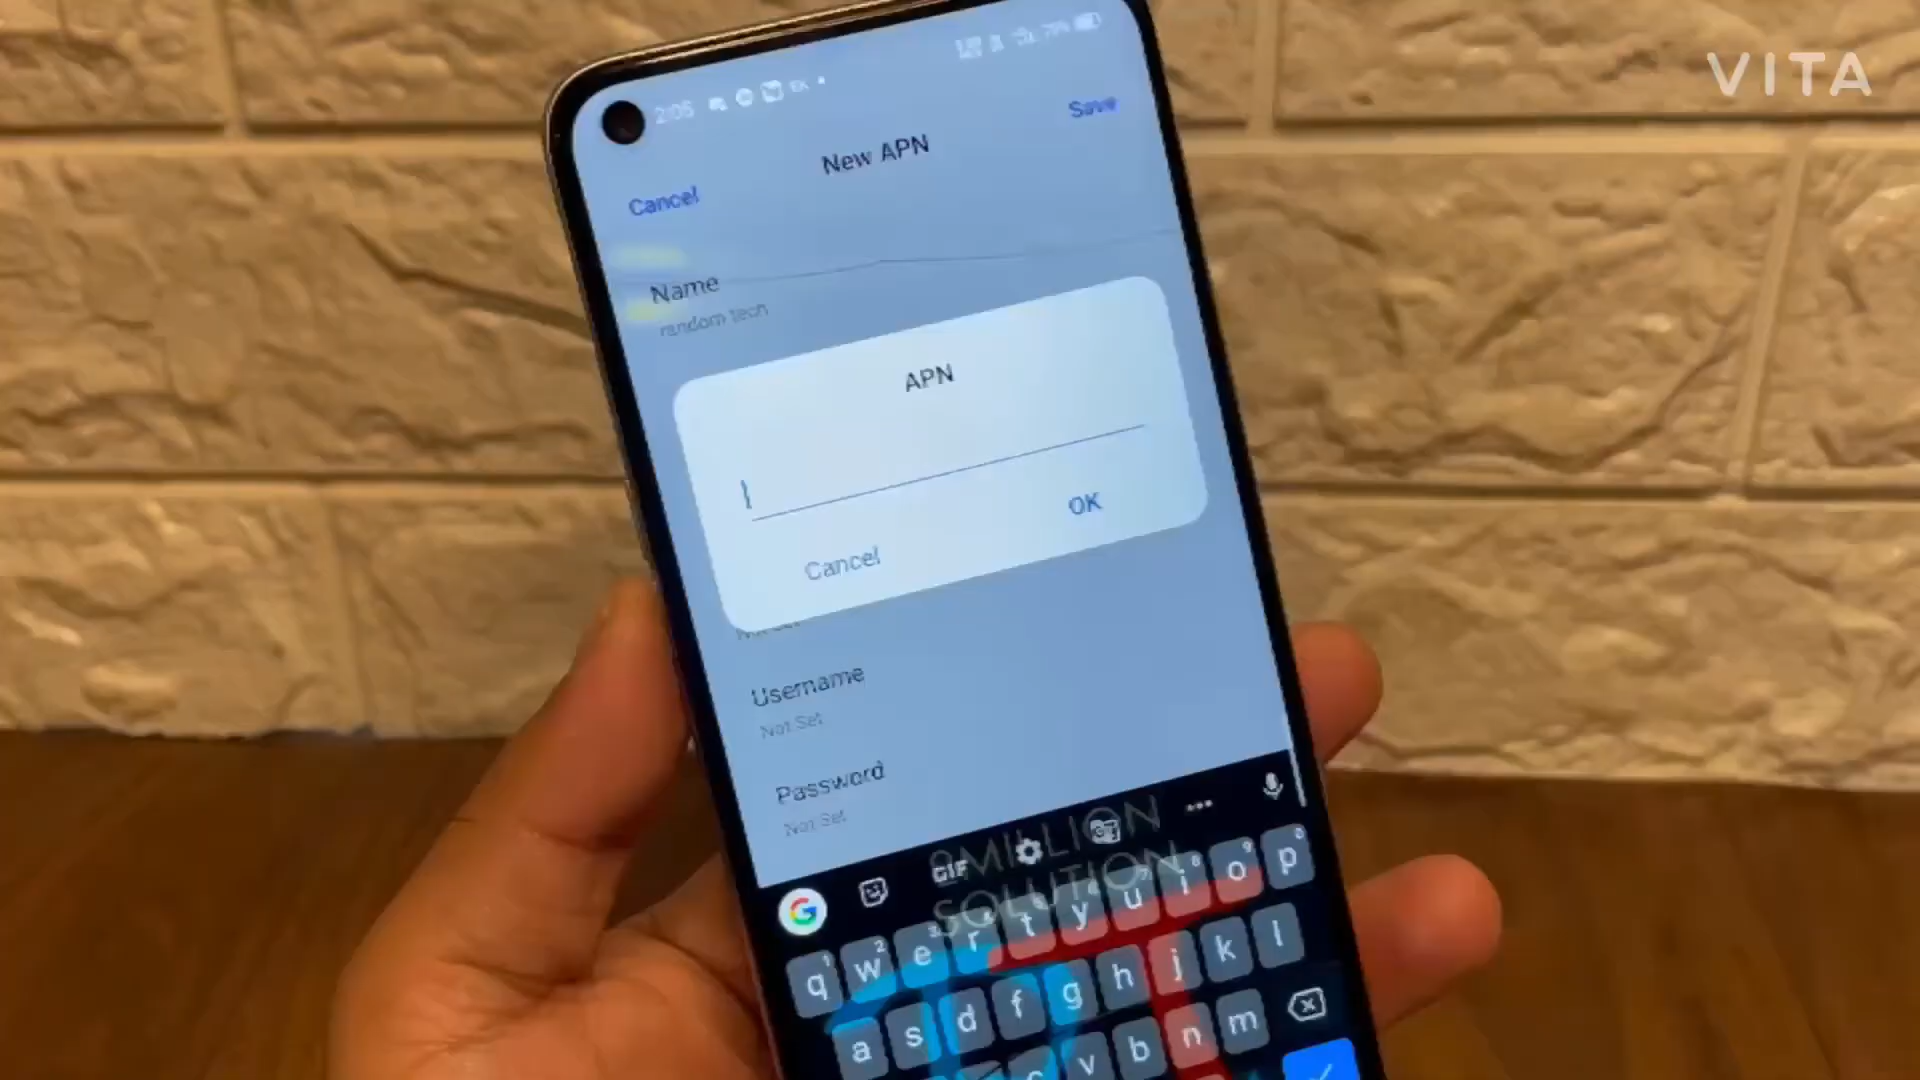 VITA
2:05
Save
New APN
Cancel
Name
random tech
APN
OK
Cancel
Username
Not Set
Password
Not Set
2MILLION
SOLUTION
GIF
q w e r t y u i o p
a s d f g h j k l
c v b n m